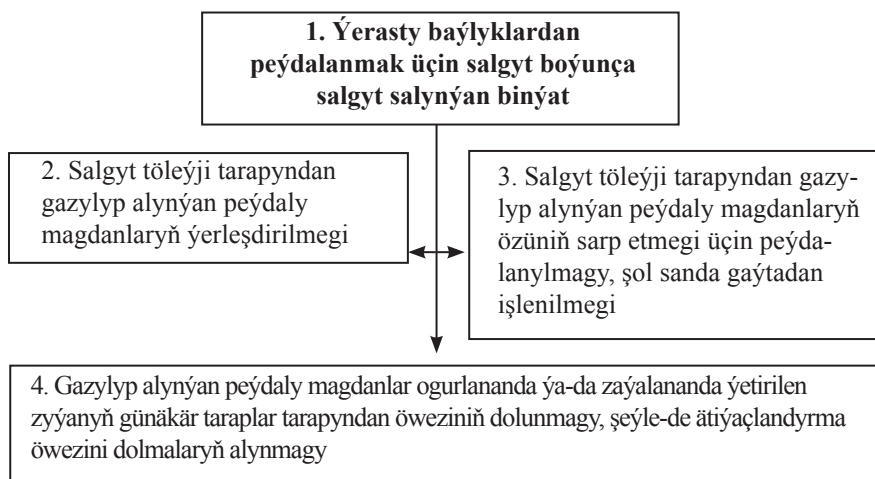 1. Ýerasty baýlyklardan
peýdalanmak üçin salgyt boýunça
salgyt salynýan binýat
2. Salgyt töleýji tarapyndan
gazylyp alynýan peýdaly
magdanlaryň ýerleşdirilmegi
3. Salgyt töleýji tarapyndan gazy-
lyp alynýan peýdaly magdanlaryň
özüniň sarp etmegi üçin peýda-
lanylmagy, şol sanda gaýtadan
işlenilmegi
4. Gazylyp alynýan peýdaly magdanlar ogurlananda ýa-da zaýalananda ýetirilen
zyýanyň günäkär taraplar tarapyndan öweziniň dolunmagy, şeýle-de ätiýaçlandyrma
öwezini dolmalaryň alynmagy